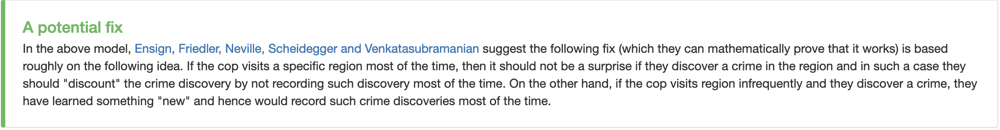 A potential fix
In the above model, Ensign, Friedler, Neville, Scheidegger and Venkatasubramanian suggest the following fix (which they can mathematically prove that it works) is based
roughly on the following idea. If the cop visits a specific region most of the time, then it should not be a surprise if they discover a crime in the region and in such a case they
should "discount" the crime discovery by not recording such discovery most of the time. On the other hand, if the cop visits region infrequently and they discover a crime, they
have learned something "new" and hence would record such crime discoveries most of the time.